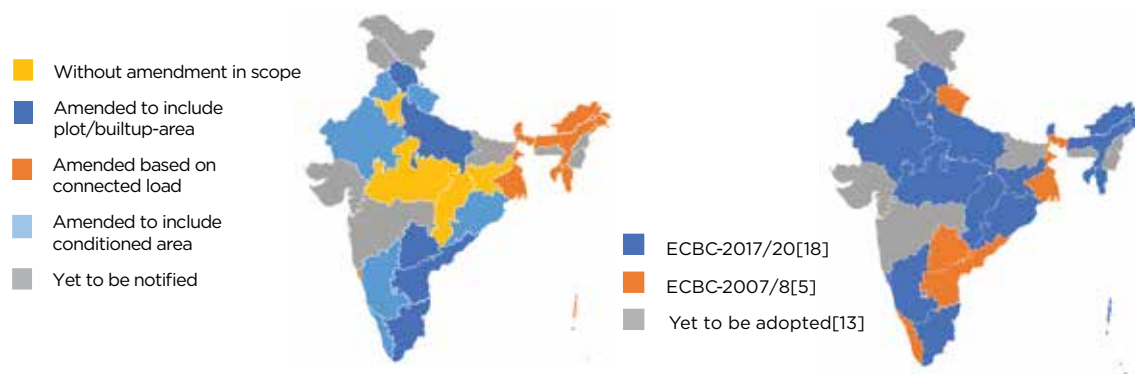 Without amendment in scope
Amended to include
plot/builtup-area
Amended based on
connected load
Amended to include
conditioned area
Yet to be notified
ECBC-2017/20[18]
ECBC-2007/8[5]
Yet to be adopted[13]